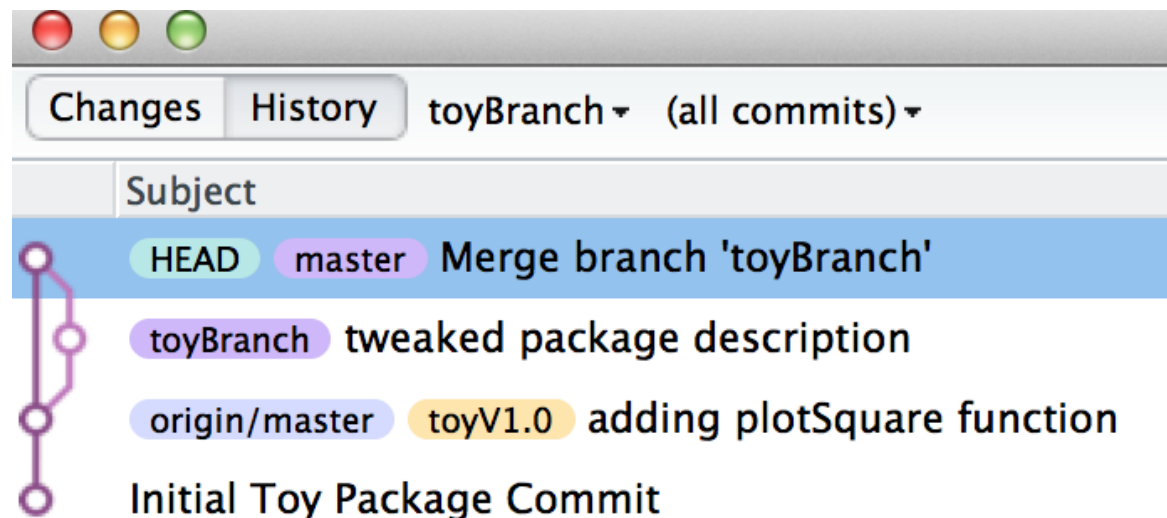 Changes History toyBranch (all commits)
Subject
HEAD master Merge branch 'toyBranch'
toyBranch tweaked package description
origin/master toyV1.0 adding plotSquare function
Initial Toy Package Commit